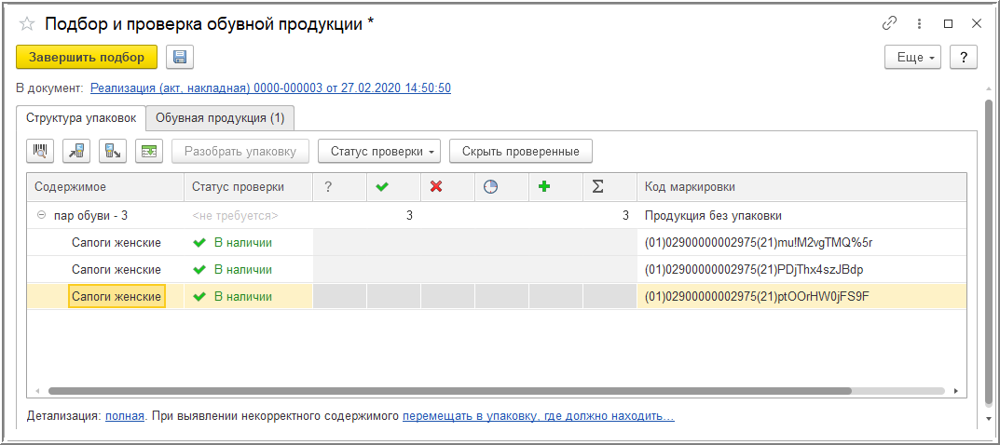 Подбор и проверка обувной продукции *
Завершить подбор
Еще
?
В документ: Реализация (акт, накладная) 0000-000003 от 27.02.2020 14:50:50
Структура упаковок
Обувная продукция (1)
Разобрать упаковку
Статус проверки
Скрыть проверенные
Содержимое Статус проверки ? Σ Код маркировки
пар обуви - 3 <не требуется> 3 3 Продукция без упаковки
Сапоги женские В наличии (01)02900000002975(21)mu!M2vgTMQ%5r
Сапоги женские В наличии (01)02900000002975(21)PDjThx4szJBdp
Сапоги женские В наличии (01)02900000002975(21)ptOOrHW0jFS9F
Детализация: полная. При выявлении некорректного содержимого перемещать в упаковку, где должно находить...